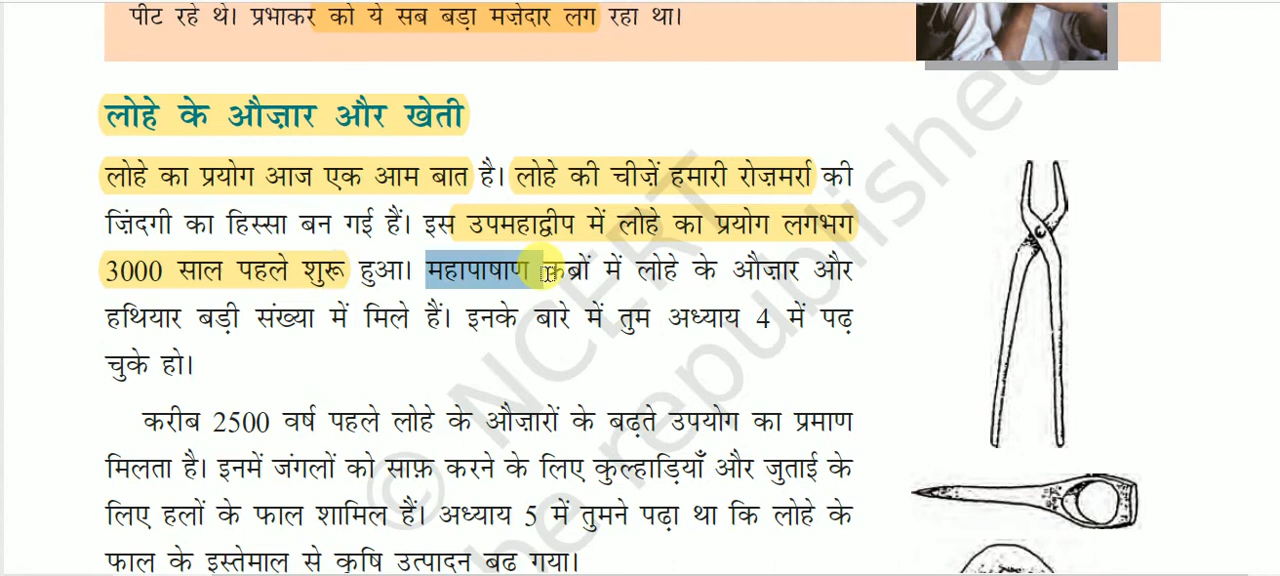 पीट रहे थे। प्रभाकर को ये सब बड़ा मज़ेदार लग रहा था।
लोहे के औज़ार और खेती
लोहे का प्रयोग आज एक आम बात है। लोहे की चीज़ें हमारी रोज़मर्रा की
ज़िंदगी का हिस्सा बन गई हैं। इस उपमहाद्वीप में लोहे का प्रयोग लगभग
3000 साल पहले शुरू हुआ। महापाषाण कब्रों में लोहे के औज़ार और
हथियार बड़ी संख्या में मिले हैं। इनके बारे में तुम अध्याय 4 में पढ़
चुके हो।
करीब 2500 वर्ष पहले लोहे के औज़ारों के बढ़ते उपयोग का प्रमाण
मिलता है। इनमें जंगलों को साफ़ करने के लिए कुल्हाड़ियाँ और जुताई के
लिए हलों के फाल शामिल हैं। अध्याय 5 में तुमने पढ़ा था कि लोहे के
फाल के इस्तेमाल से कृषि उत्पादन बढ़ गया।
© NCERT
he republished